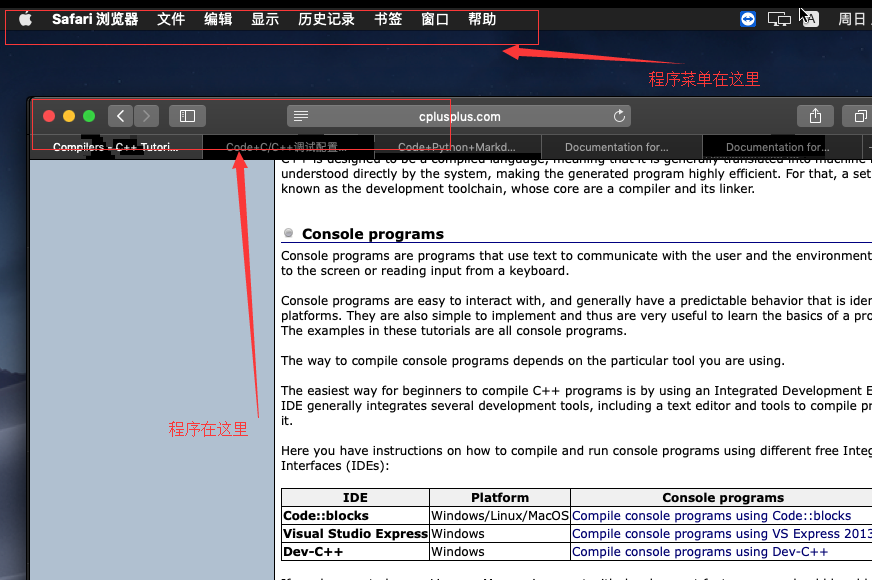 Safari 浏览器 文件 编辑 显示 历史记录 书签 窗口 帮助 A 周日
程序菜单在这里
cplusplus.com
Compilers - C++ Tutori... Code+C/C++调试配置... Code+Python+Markd... Documentation for... Documentation for...
C++ is designed to be a compiled language, meaning that it is generally translated into machine
understood directly by the system, making the generated program highly efficient. For that, a set
known as the development toolchain, whose core are a compiler and its linker.
Console programs
Console programs are programs that use text to communicate with the user and the environment
to the screen or reading input from a keyboard.
Console programs are easy to interact with, and generally have a predictable behavior that is iden
platforms. They are also simple to implement and thus are very useful to learn the basics of a pro
The examples in these tutorials are all console programs.
The way to compile console programs depends on the particular tool you are using.
The easiest way for beginners to compile C++ programs is by using an Integrated Development E
IDE generally integrates several development tools, including a text editor and tools to compile pr
it.
程序在这里
Here you have instructions on how to compile and run console programs using different free Integ
Interfaces (IDEs):
IDE Platform Console programs
Code::blocks Windows/Linux/MacOS Compile console programs using Code::blocks
Visual Studio Express Windows Compile console programs using VS Express 2013
Dev-C++ Windows Compile console programs using Dev-C++